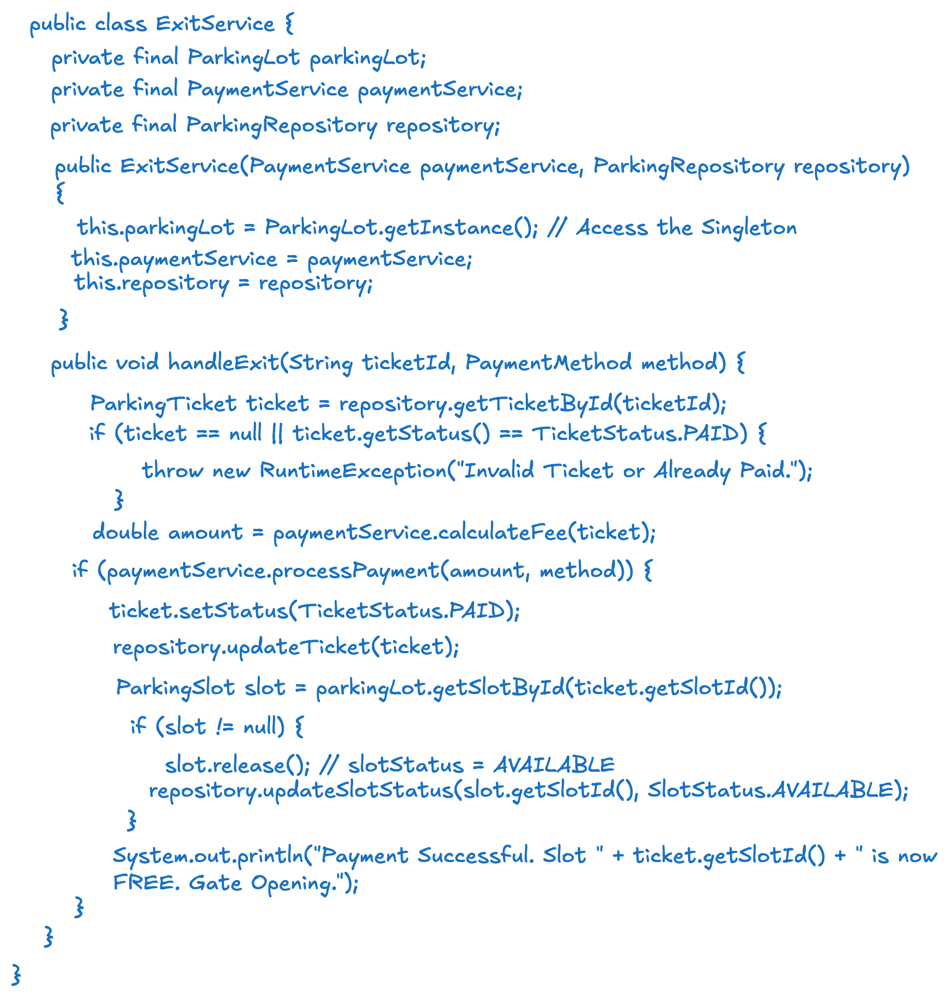 public class ExitService {
private final ParkingLot parkingLot;
private final PaymentService paymentService;
private final ParkingRepository repository;
public ExitService(PaymentService paymentService, ParkingRepository repository)
{
this.parkingLot = ParkingLot.getInstance(); // Access the Singleton
this.paymentService = paymentService;
this.repository = repository;
}
public void handleExit(String ticketId, PaymentMethod method) {
ParkingTicket ticket = repository.getTicketById(ticketId);
if (ticket == null || ticket.getStatus() == TicketStatus.PAID) {
throw new RuntimeException("Invalid Ticket or Already Paid.");
}
double amount = paymentService.calculateFee(ticket);
if (paymentService.processPayment(amount, method)) {
ticket.setStatus(TicketStatus.PAID);
repository.updateTicket(ticket);
ParkingSlot slot = parkingLot.getSlotById(ticket.getSlotId());
if (slot != null) {
slot.release(); // slotStatus = AVAILABLE
repository.updateSlotStatus(slot.getSlotId(), SlotStatus.AVAILABLE);
}
System.out.println("Payment Successful. Slot " + ticket.getSlotId() + " is now
FREE. Gate Opening.");
}
}
}